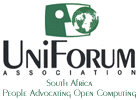 UNIFORUM
ASSOCIATION
South Africa
People Advocating Open Computing